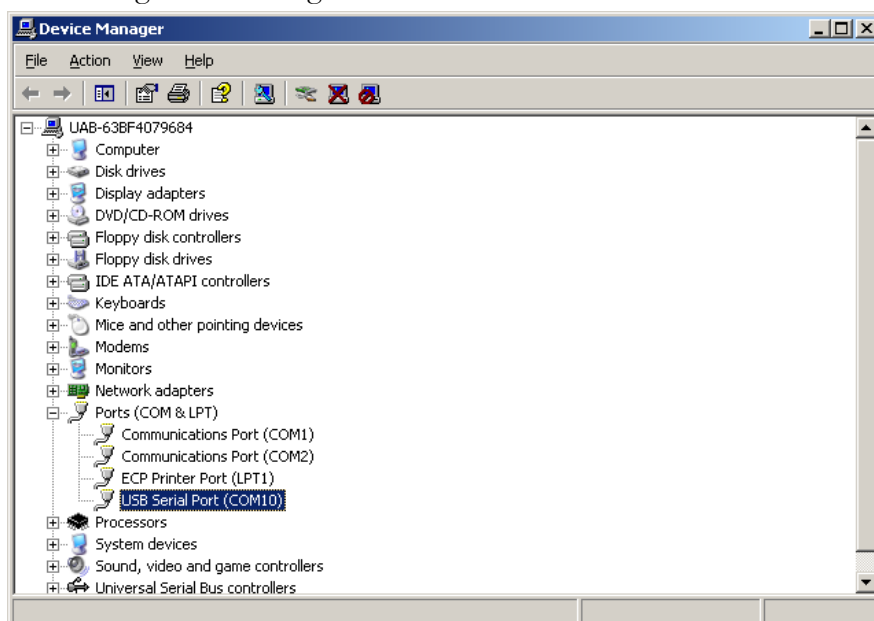 Device Manager
File Action View Help
UAB-63BF4079684
Computer
Disk drives
Display adapters
DVD/CD-ROM drives
Floppy disk controllers
Floppy disk drives
IDE ATA/ATAPI controllers
Keyboards
Mice and other pointing devices
Modems
Monitors
Network adapters
Ports (COM & LPT)
Communications Port (COM1)
Communications Port (COM2)
ECP Printer Port (LPT1)
USB Serial Port (COM10)
Processors
System devices
Sound, video and game controllers
Universal Serial Bus controllers